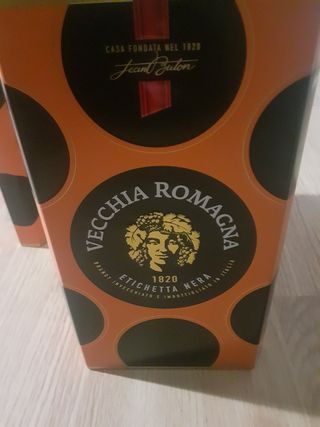 CASA FONDATA NEL 1820
Jean Buton
VECCHIA ROMAGNA
1820
ETICHETTA NERA
BRANDY INVECCHIATO E IMBOTTIGLIATO IN ITALIA